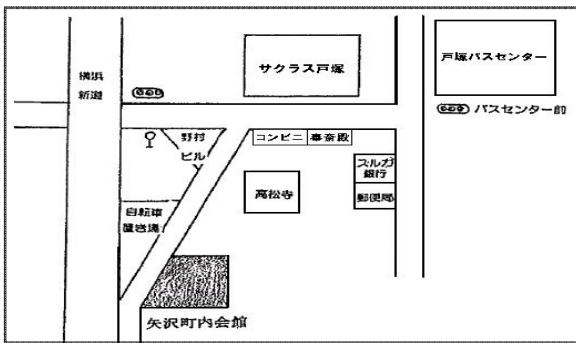 サクラス戸塚
戸塚バスセンター
横浜
新道
バスセンター前
野村
ビル
コンビニ
奉斎殿
スルガ
銀行
郵便局
高松寺
自転車
置き場
矢沢町内会館